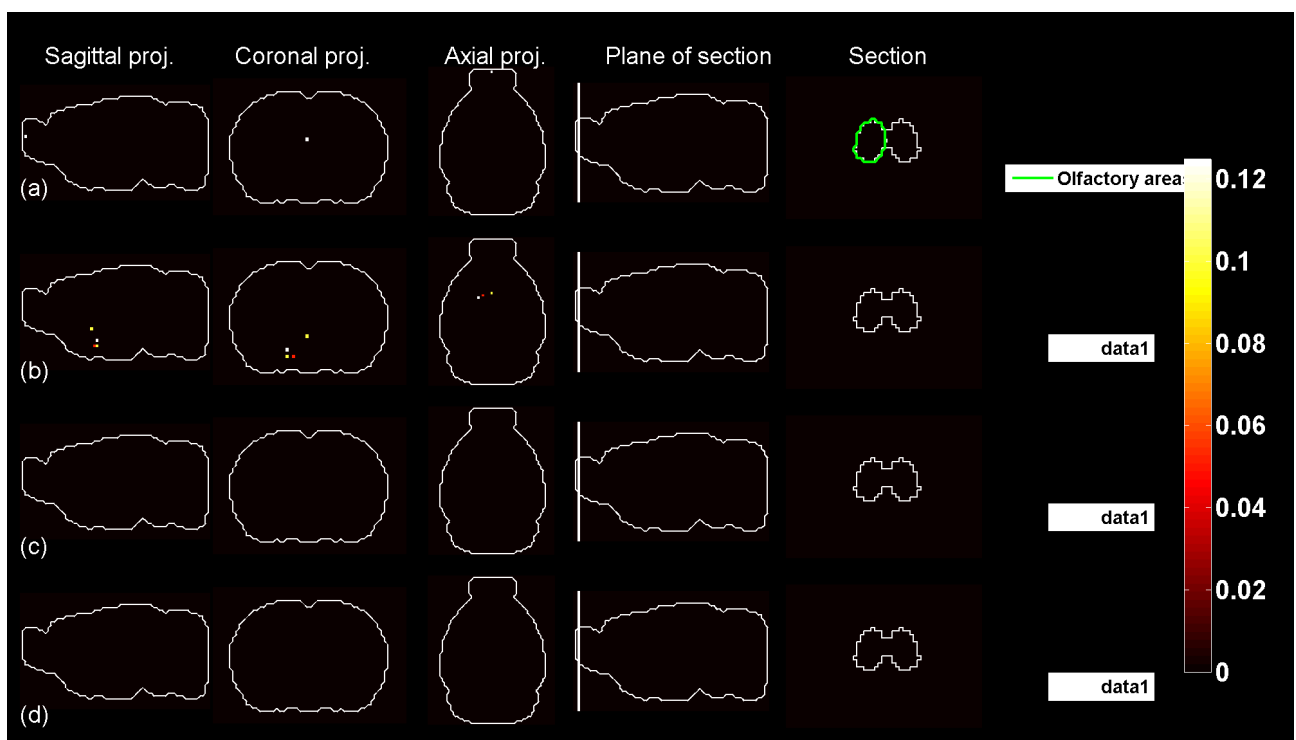 Sagittal proj. Coronal proj. Axial proj. Plane of section Section
(a)
Olfactory areas
0.12
0.1
(b)
data1
0.08
0.06
(c)
data1
0.04
0.02
(d)
data1
0